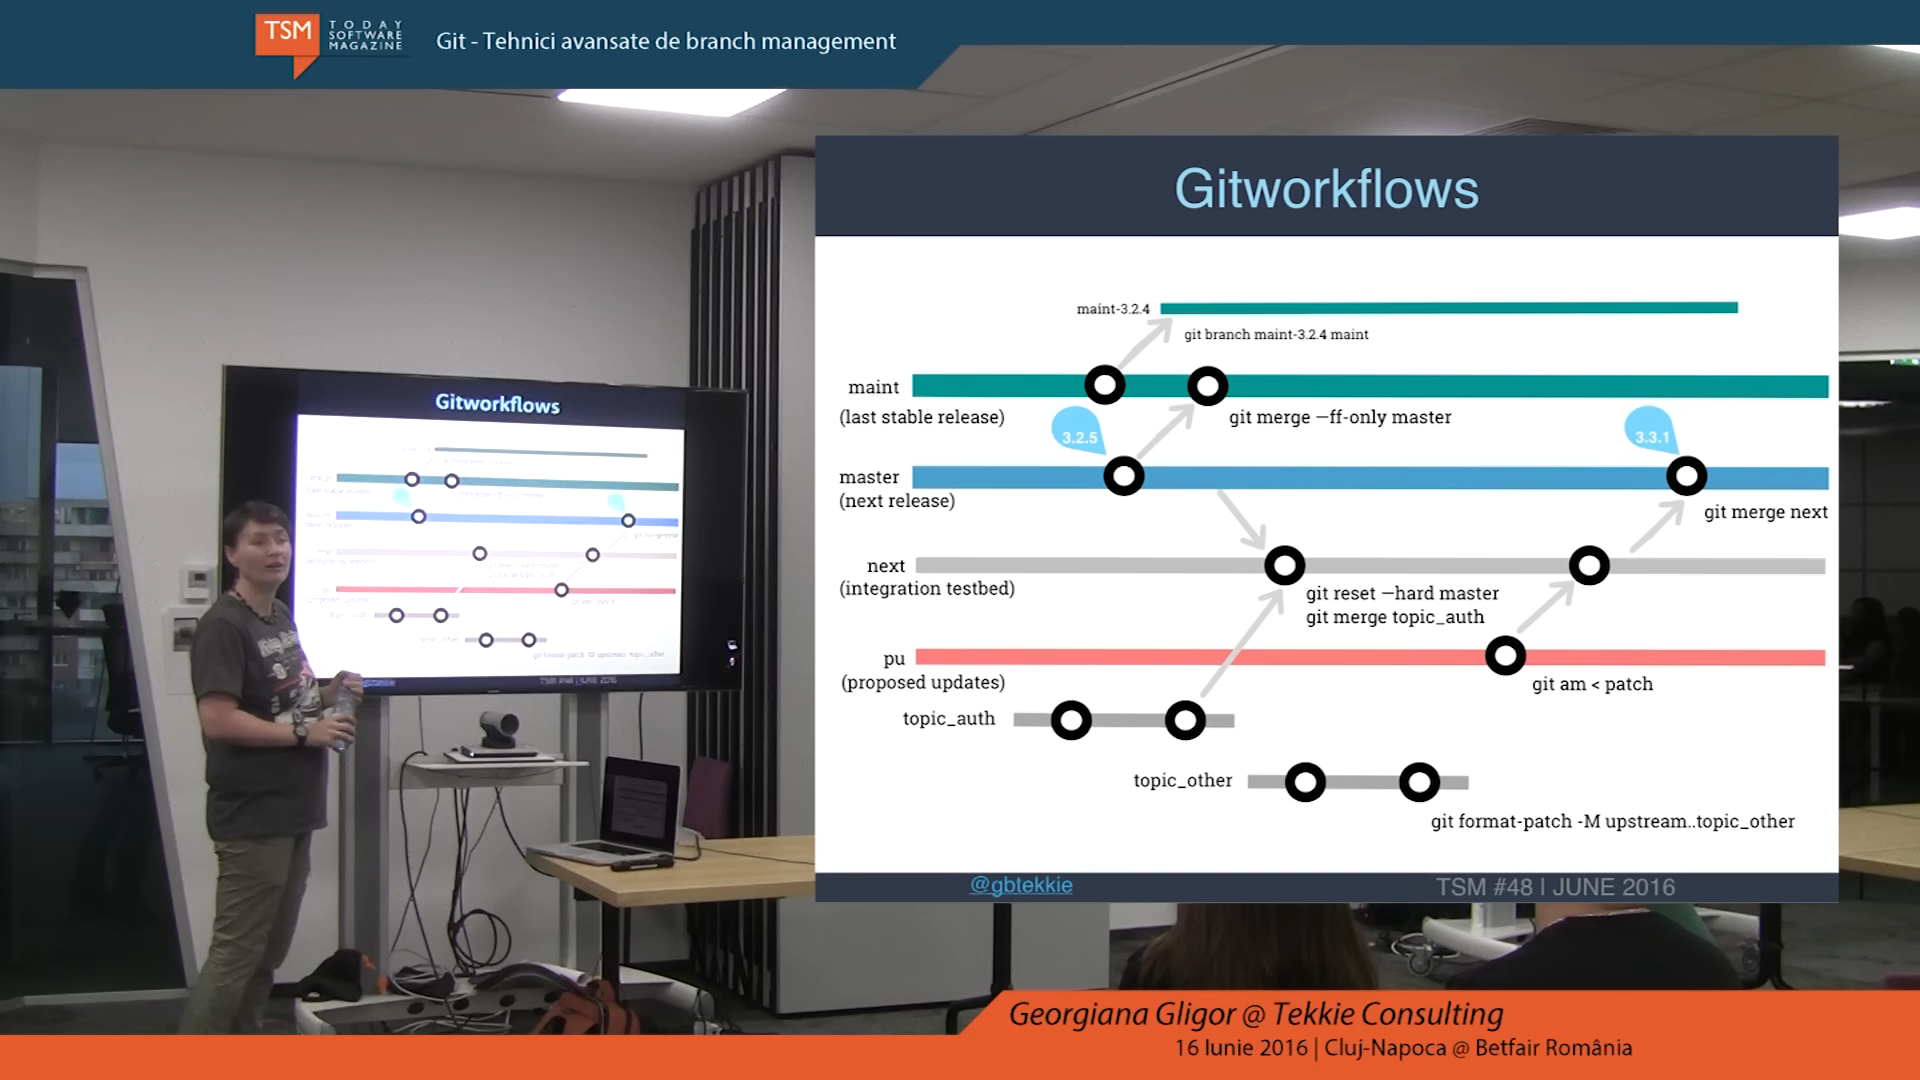 TSM
TODAY
SOFTWARE
MAGAZINE
Git - Tehnici avansate de branch management
Gitworkflows
maint-3.2.4
git branch maint-3.2.4 maint
maint
(last stable release)
git merge —ff-only master
3.2.5
3.3.1
master
(next release)
git merge next
next
(integration testbed)
git reset —hard master
git merge topic_auth
pu
(proposed updates)
git am < patch
topic_auth
topic_other
git format-patch -M upstream..topic_other
@gbtekkie
TSM #48 | JUNE 2016
Gitworkflows
Georgiana Gligor @ Tekkie Consulting
16 Iunie 2016 | Cluj-Napoca @ Betfair România